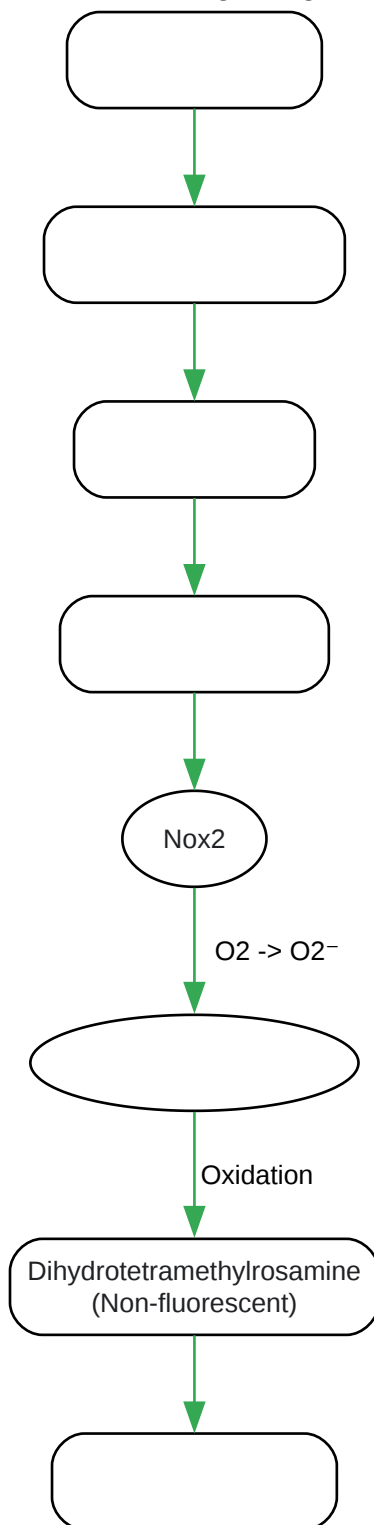 Nox2
O2 -> O2⁻
Oxidation
Dihydrotetramethylrosamine
(Non-fluorescent)